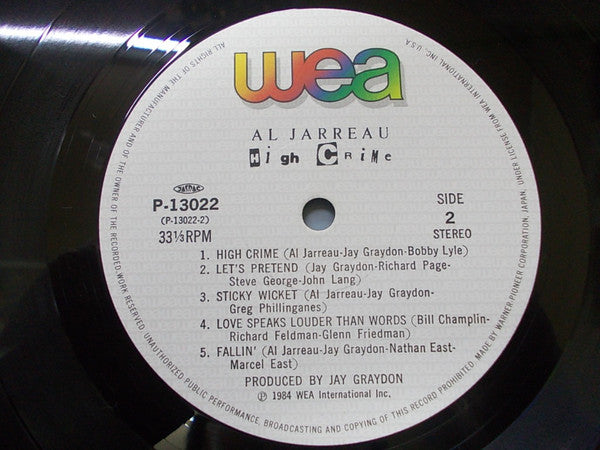 wea
AL JARREAU
High CRiMe
JASRAC
P-13022
(P-13022-2)
33⅓RPM
SIDE
2
STEREO
1. HIGH CRIME (Al Jarreau-Jay Graydon-Bobby Lyle)
2. LET'S PRETEND (Jay Graydon-Richard Page-
Steve George-John Lang)
3. STICKY WICKET (Al Jarreau-Jay Graydon-
Greg Phillinganes)
4. LOVE SPEAKS LOUDER THAN WORDS (Bill Champlin-
Richard Feldman-Glenn Friedman)
5. FALLIN' (Al Jarreau-Jay Graydon-Nathan East-
Marcel East)
PRODUCED BY JAY GRAYDON
Ⓟ 1984 WEA International Inc.
ALL RIGHTS OF THE MANUFACTURER AND OF THE OWNER OF THE RECORDED WORK RESERVED. UNAUTHORIZED PUBLIC PERFORMANCE, BROADCASTING AND COPYING OF THIS RECORD PROHIBITED. MADE BY WARNER-PIONEER CORPORATION, JAPAN, UNDER LICENSE FROM WEA INTERNATIONAL INC., U.S.A.